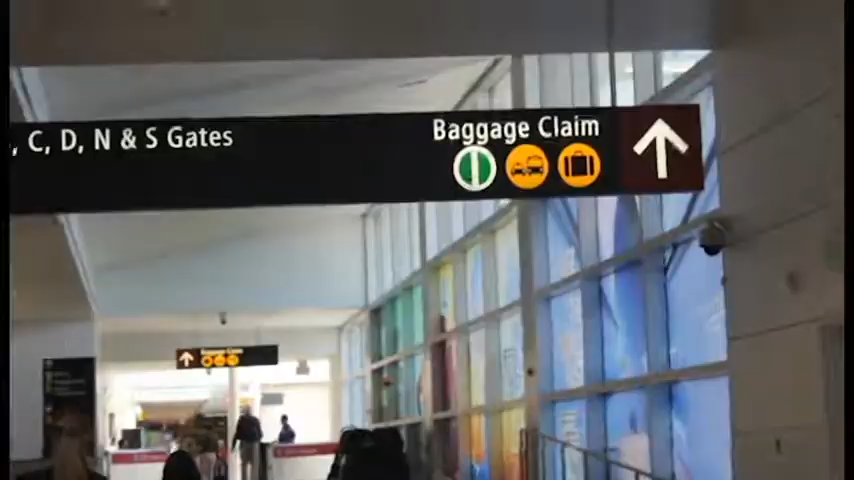 , C, D, N & S Gates
Baggage Claim